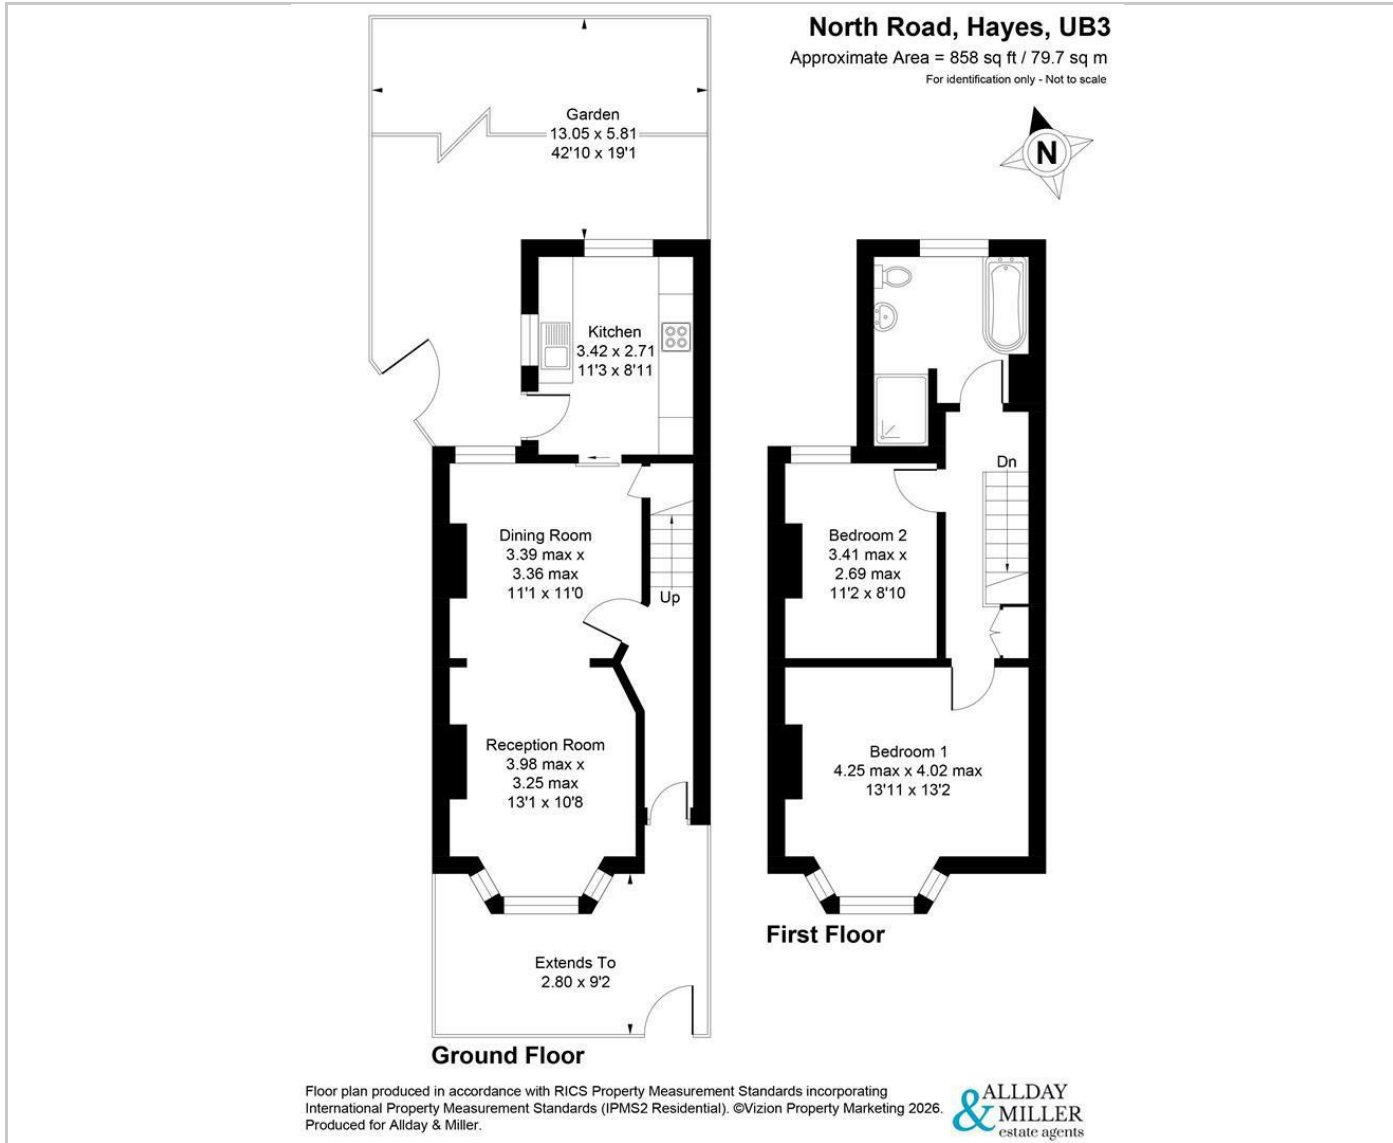 North Road, Hayes, UB3
Approximate Area = 858 sq ft / 79.7 sq m
For identification only - Not to scale
N
Garden
13.05 x 5.81
42'10 x 19'1
Kitchen
3.42 x 2.71
11'3 x 8'11
Dining Room
3.39 max x
3.36 max
11'1 x 11'0
Up
Reception Room
3.98 max x
3.25 max
13'1 x 10'8
Extends To
2.80 x 9'2
Ground Floor
Dn
Bedroom 2
3.41 max x
2.69 max
11'2 x 8'10
Bedroom 1
4.25 max x 4.02 max
13'11 x 13'2
First Floor
Floor plan produced in accordance with RICS Property Measurement Standards incorporating
International Property Measurement Standards (IPMS2 Residential). ©Vizion Property Marketing 2026.
Produced for Allday & Miller.
ALLDAY
& MILLER
estate agents